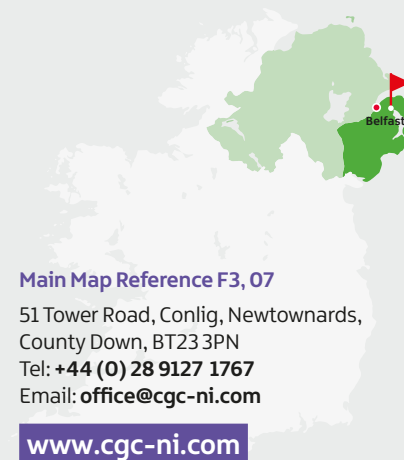 Belfast
Main Map Reference F3, 07
51 Tower Road, Conlig, Newtownards,
County Down, BT23 3PN
Tel: +44 (0) 28 9127 1767
Email: office@cgc-ni.com
www.cgc-ni.com